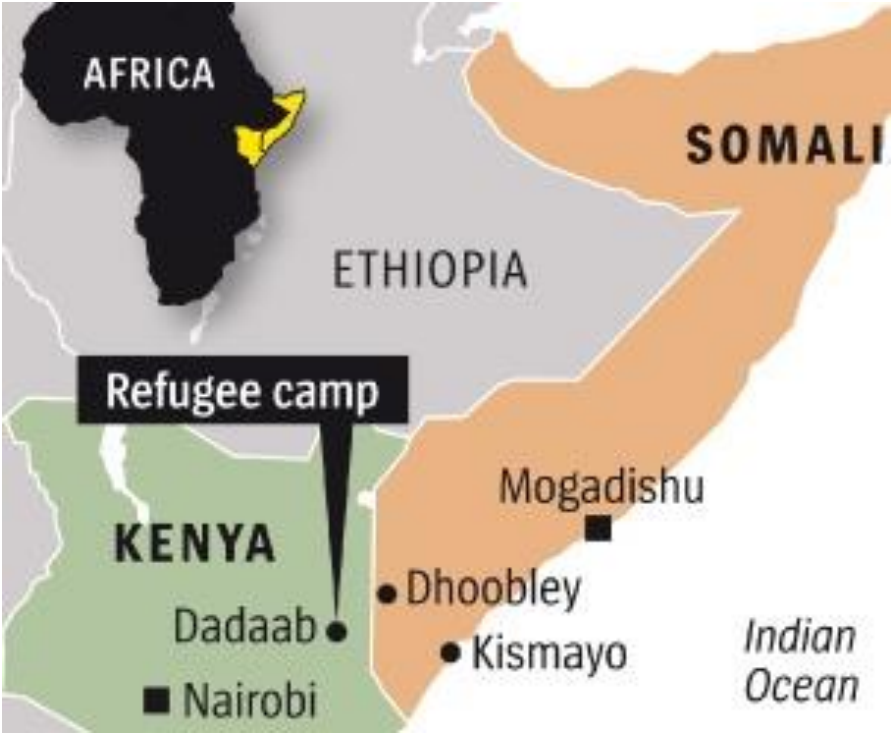 AFRICA
SOMALI
ETHIOPIA
Refugee camp
Mogadishu
KENYA
Dhoobley
Dadaab
Kismayo
Indian
Ocean
Nairobi